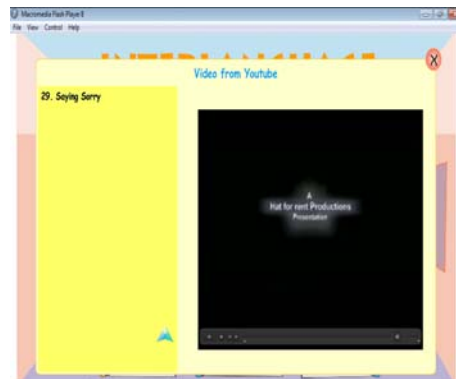 Macromedia Flash Player 8
File View Control Help
INTERLANGUAGE
X
Video from Youtube
29. Saying Sorry
A
Hat for rent Productions
Presentation